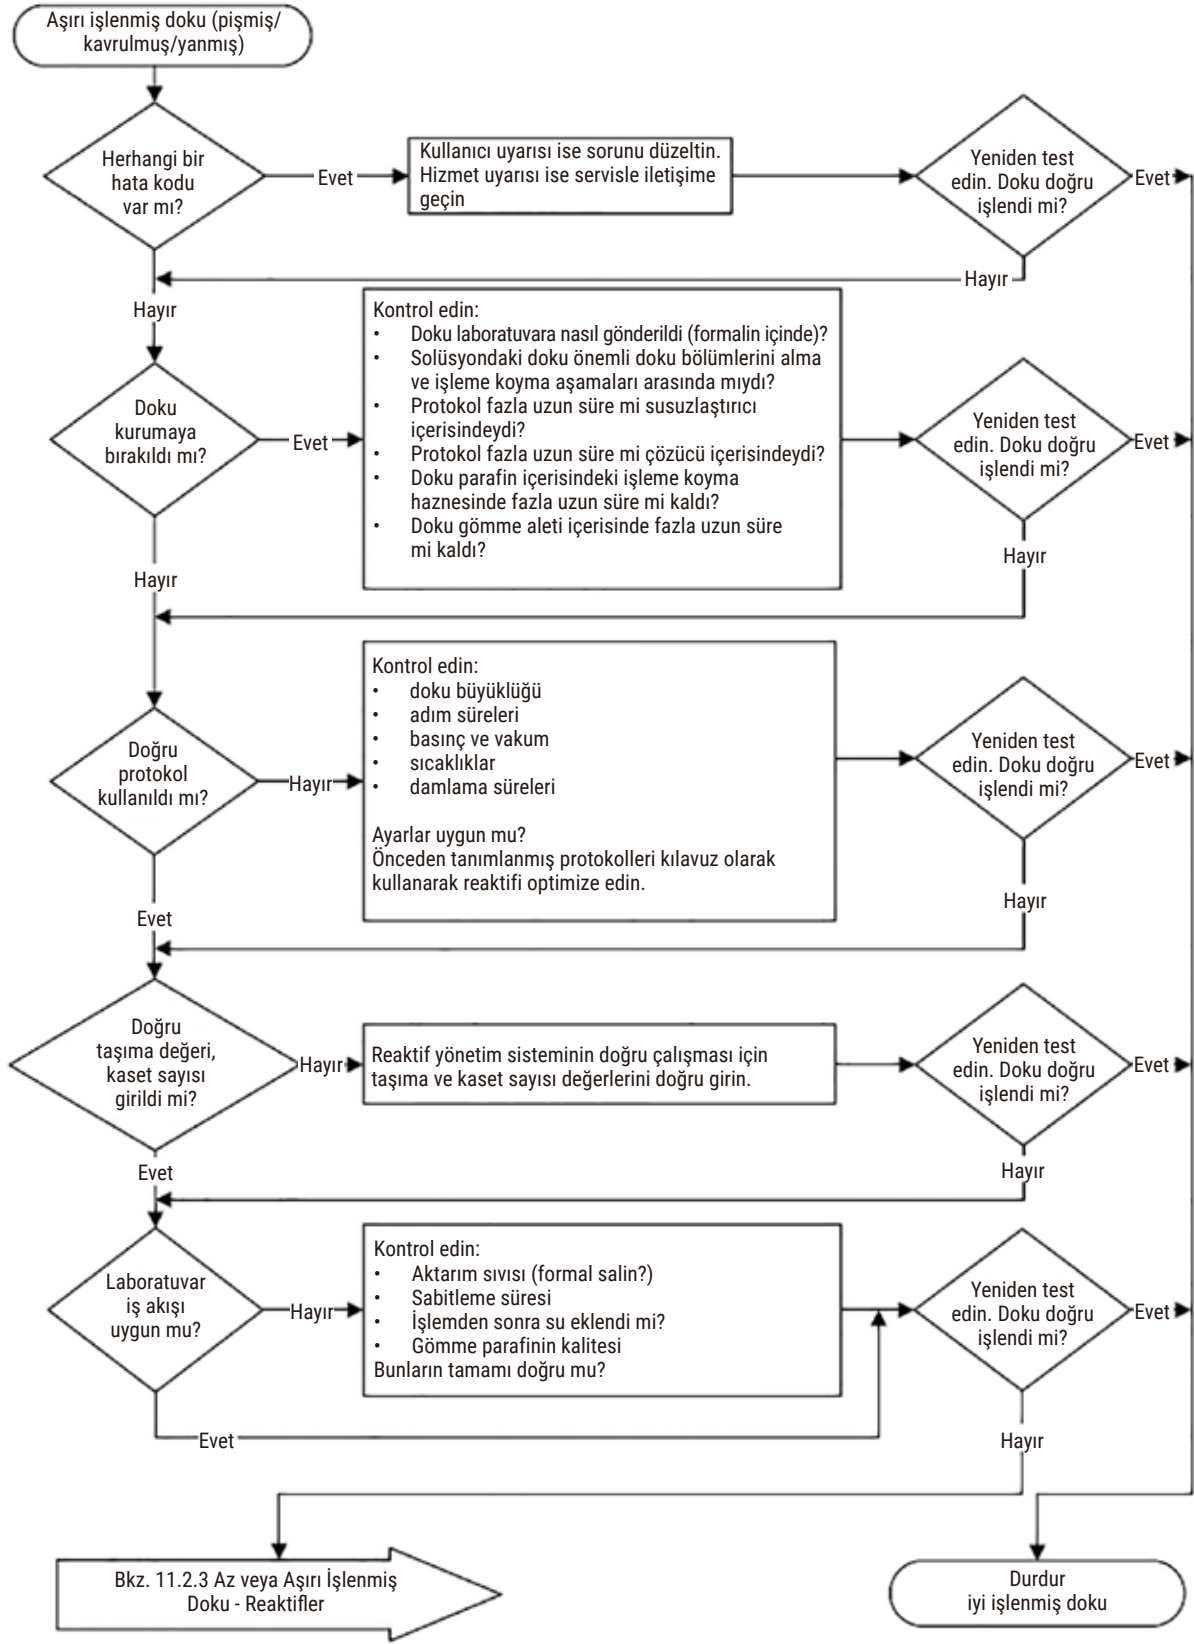 Aşırı işlenmiş doku (pişmiş/
kavrulmuş/yanmış)
Herhangi bir
hata kodu
var mı?
Evet
Kullanıcı uyarısı ise sorunu düzeltin.
Hizmet uyarısı ise servisle iletişime
geçin
Yeniden test
edin. Doku doğru
işlendi mi?
Evet
Hayır
Hayır
Doku
kurumaya
bırakıldı mı?
Evet
Kontrol edin:
• Doku laboratuvara nasıl gönderildi (formalin içinde)?
• Solüsyondaki doku önemli doku bölümlerini alma
ve işleme koyma aşamaları arasında mıydı?
• Protokol fazla uzun süre mi susuzlaştırıcı
içerisindeydi?
• Protokol fazla uzun süre mi çözücü içerisindeydi?
• Doku parafin içerisindeki işleme koyma
haznesinde fazla uzun süre mi kaldı?
• Doku gömme aleti içerisinde fazla uzun süre
mi kaldı?
Yeniden test
edin. Doku doğru
işlendi mi?
Evet
Hayır
Hayır
Doğru
protokol
kullanıldı mı?
Hayır
Kontrol edin:
• doku büyüklüğü
• adım süreleri
• basınç ve vakum
• sıcaklıklar
• damlama süreleri
Ayarlar uygun mu?
Önceden tanımlanmış protokolleri kılavuz olarak
kullanarak reaktifi optimize edin.
Yeniden test
edin. Doku doğru
işlendi mi?
Evet
Hayır
Evet
Doğru
taşıma değeri,
kaset sayısı
girildi mi?
Hayır
Reaktif yönetim sisteminin doğru çalışması için
taşıma ve kaset sayısı değerlerini doğru girin.
Yeniden test
edin. Doku doğru
işlendi mi?
Evet
Hayır
Evet
Laboratuvar
iş akışı
uygun mu?
Hayır
Kontrol edin:
• Aktarım sıvısı (formal salin?)
• Sabitleme süresi
• İşlemden sonra su eklendi mi?
• Gömme parafinin kalitesi
Bunların tamamı doğru mu?
Yeniden test
edin. Doku doğru
işlendi mi?
Evet
Evet
Hayır
Bkz. 11.2.3 Az veya Aşırı İşlenmiş
Doku - Reaktifler
Durdur
iyi işlenmiş doku